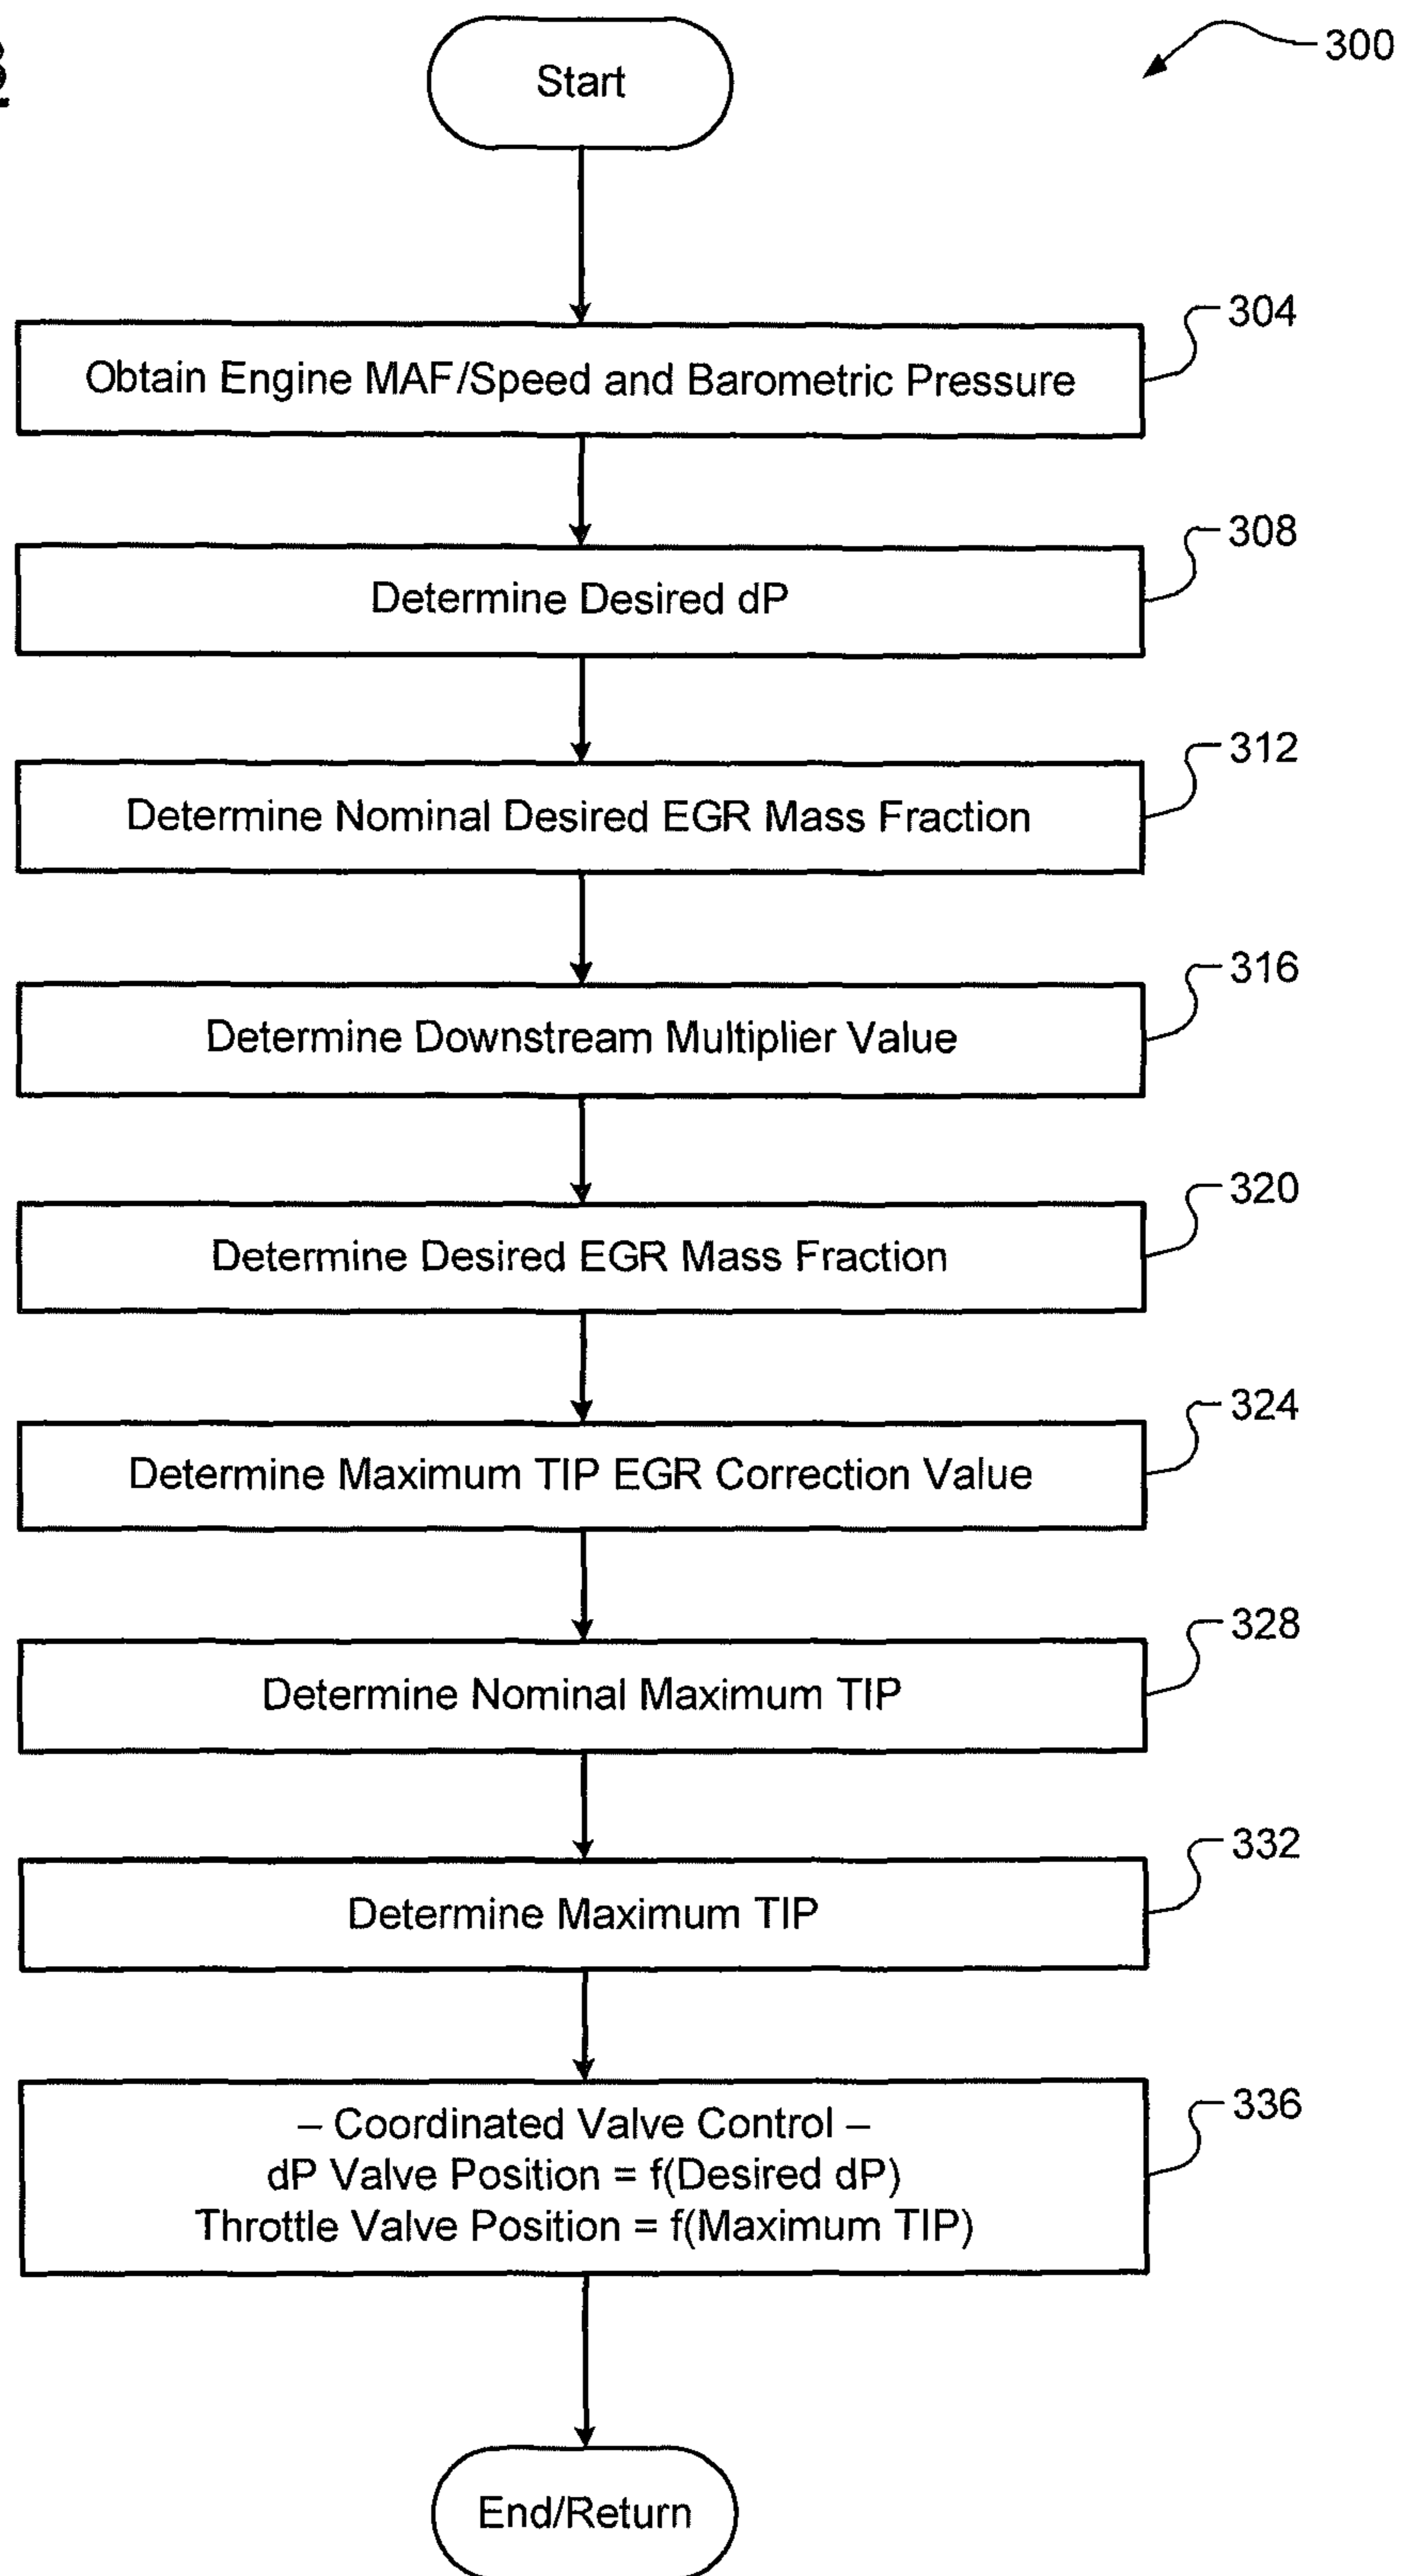 Start
300
Obtain Engine MAF/Speed and Barometric Pressure
304
Determine Desired dP
308
Determine Nominal Desired EGR Mass Fraction
312
Determine Downstream Multiplier Value
316
Determine Desired EGR Mass Fraction
320
Determine Maximum TIP EGR Correction Value
324
Determine Nominal Maximum TIP
328
Determine Maximum TIP
332
– Coordinated Valve Control –
dP Valve Position = f(Desired dP)
Throttle Valve Position = f(Maximum TIP)
336
End/Return